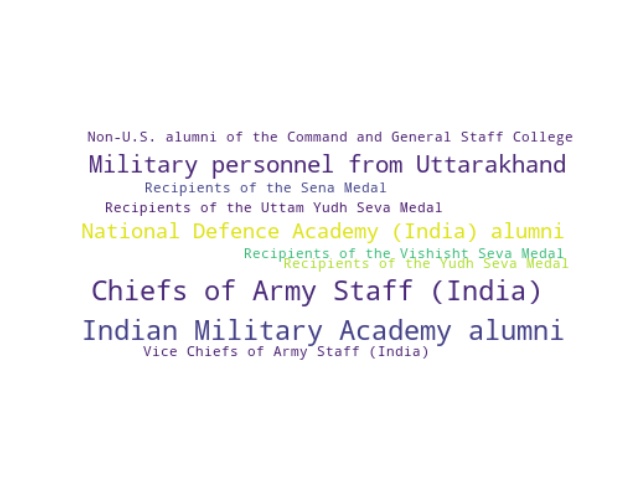 Non-U.S. alumni of the Command and General Staff College
Military personnel from Uttarakhand
Recipients of the Sena Medal
Recipients of the Uttam Yudh Seva Medal
National Defence Academy (India) alumni
Recipients of the Vishisht Seva Medal
Recipients of the Yudh Seva Medal
Chiefs of Army Staff (India)
Indian Military Academy alumni
Vice Chiefs of Army Staff (India)